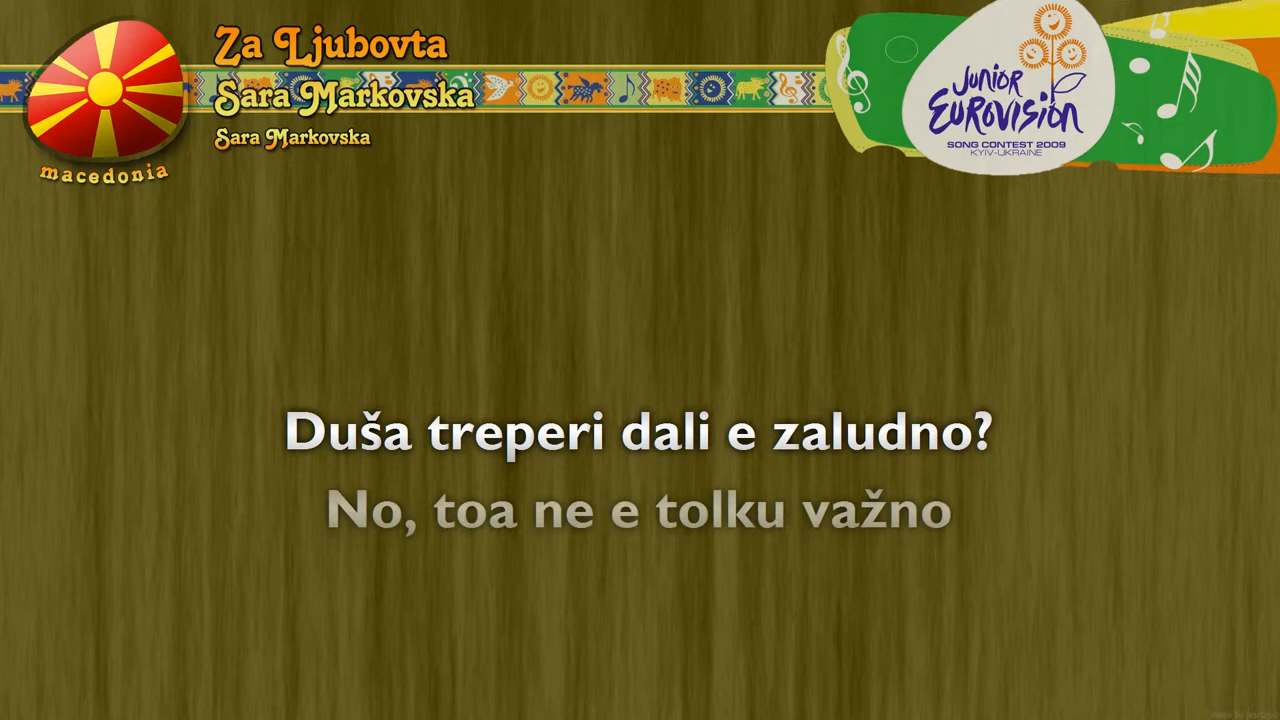 Za Ljubovta
Sara Markovska
Sara Markovska
macedonia
Junior
Eurovision
SONG CONTEST 2009
KYIV-UKRAINE
Duša treperi dali e zaludno?
No, toa ne e tolku važno